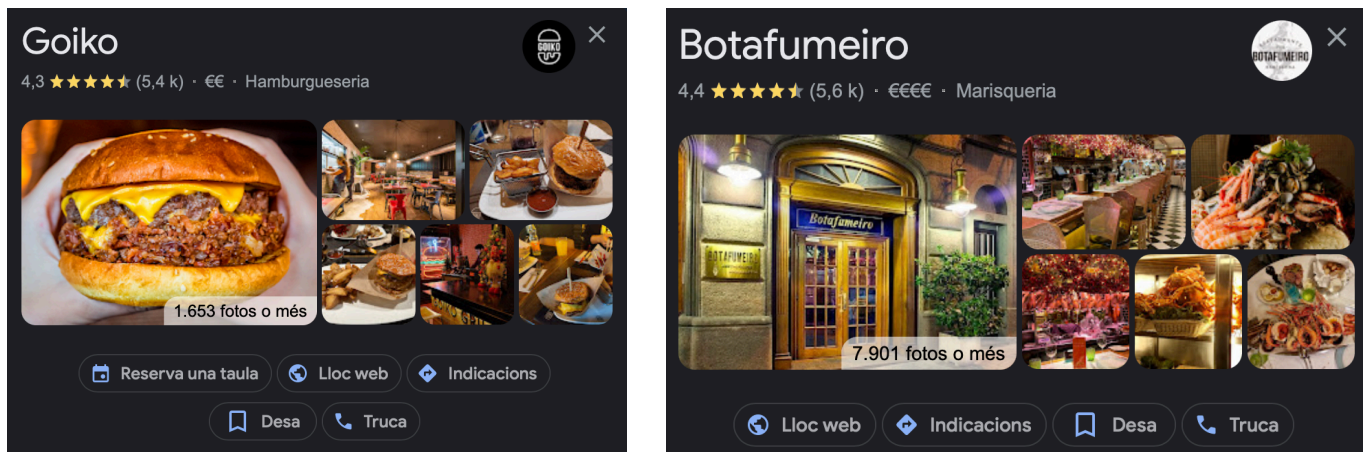 Goiko
GOIKO
4,3 (5,4 k) · €€ · Hamburgueseria
1.653 fotos o més
Reserva una taula
Lloc web
Indicacions
Desa
Truca
Botafumeiro
BOTAFUMEIRO
4,4 (5,6 k) · €€€€ · Marisqueria
Botafumeiro
BOTAFUMEIRO
7.901 fotos o més
Lloc web
Indicacions
Desa
Truca